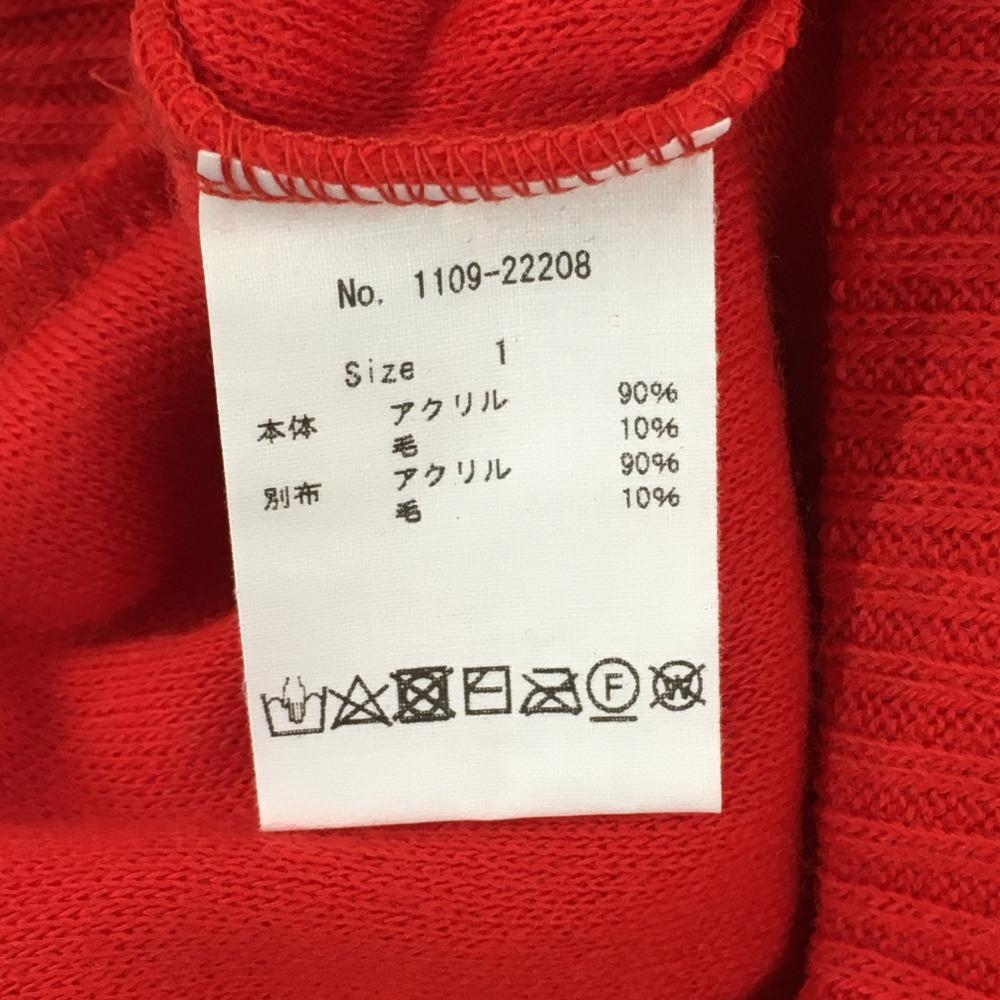 No. 1109-22208
Size 1
本体 アクリル 90%
毛 10%
別布 アクリル 90%
毛 10%
F
W